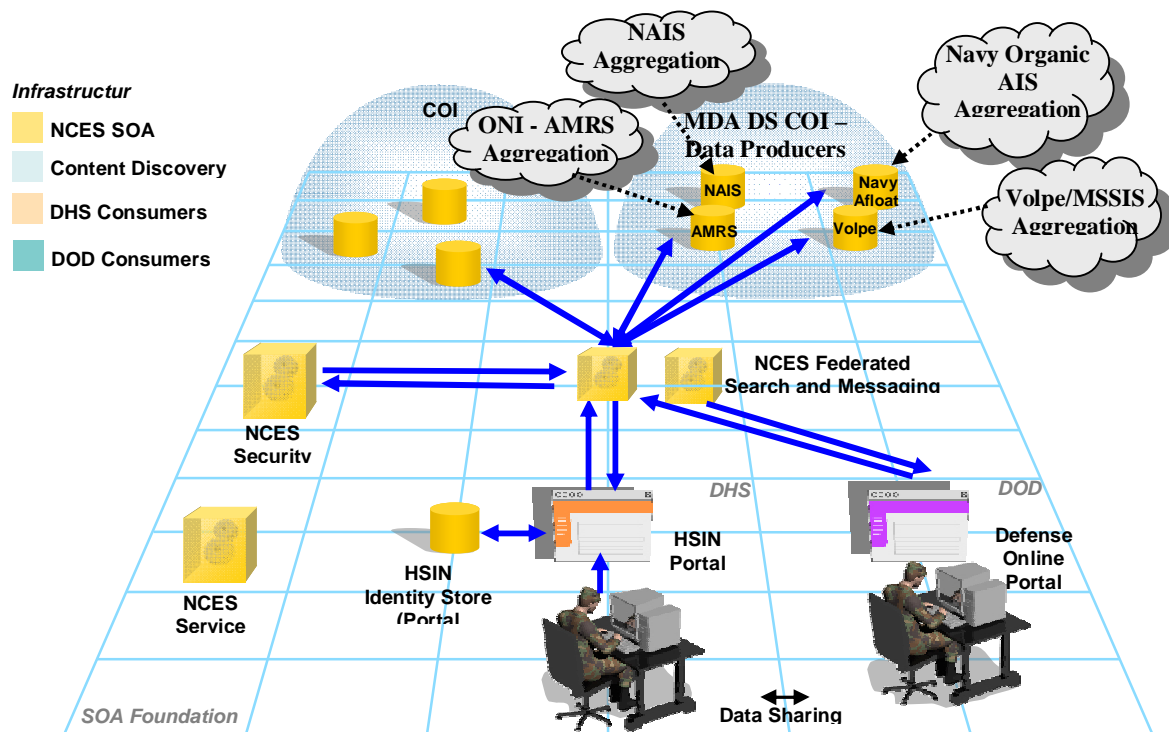 NAIS
Aggregation
Navy Organic
AIS
Aggregation
Infrastructur
NCES SOA
Content Discovery
DHS Consumers
DOD Consumers
COI
ONI - AMRS
Aggregation
MDA DS COI –
Data Producers
Volpe/MSSIS
Aggregation
NAIS
Navy
Afloat
AMRS
Volpe
NCES Federated
Search and Messaging
NCES
Security
DHS
DOD
HSIN
Portal
Defense
Online
Portal
HSIN
Identity Store
(Portal
NCES
Service
SOA Foundation
Data Sharing